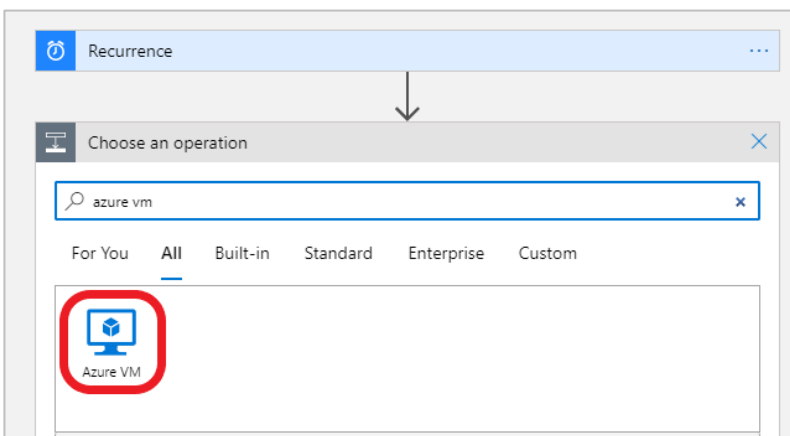 Recurrence
Choose an operation
azure vm
For You All Built-in Standard Enterprise Custom
Azure VM